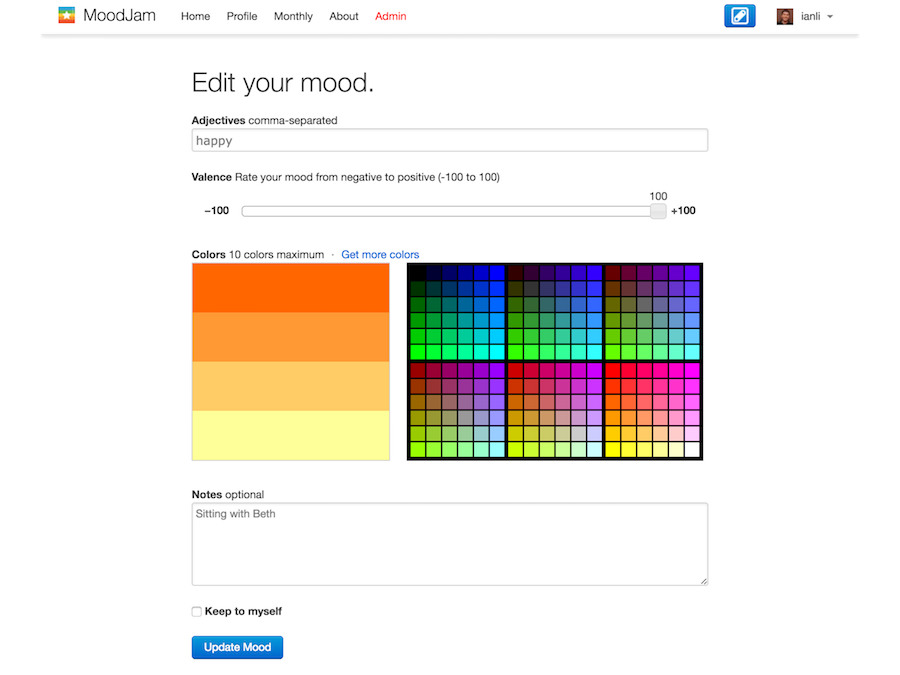 MoodJam Home Profile Monthly About Admin ianli
Edit your mood.
Adjectives comma-separated
happy
Valence Rate your mood from negative to positive (-100 to 100)
100
−100 +100
Colors 10 colors maximum · Get more colors
Notes optional
Sitting with Beth
Keep to myself
Update Mood